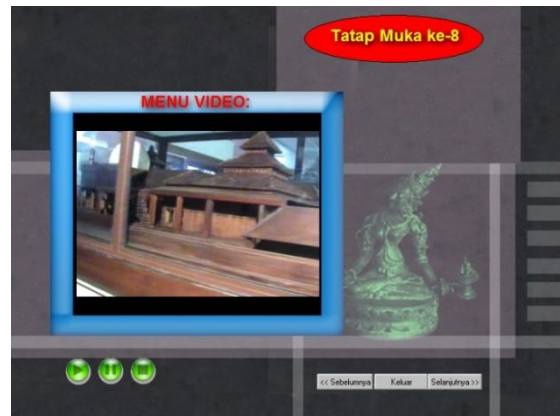 Tatap Muka ke-8
MENU VIDEO:
<< Sebelumnya
Keluar
Selanjutnya >>